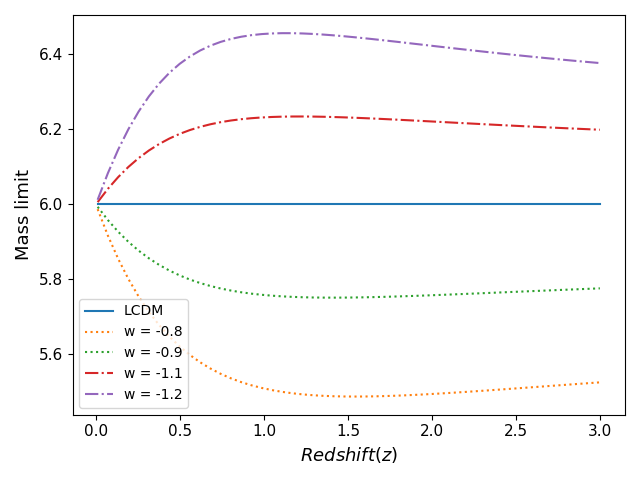 6.4
6.2
6.0
5.8
5.6
Mass limit
LCDM
w = -0.8
w = -0.9
w = -1.1
w = -1.2
0.0 0.5 1.0 1.5 2.0 2.5 3.0
Redshift(z)